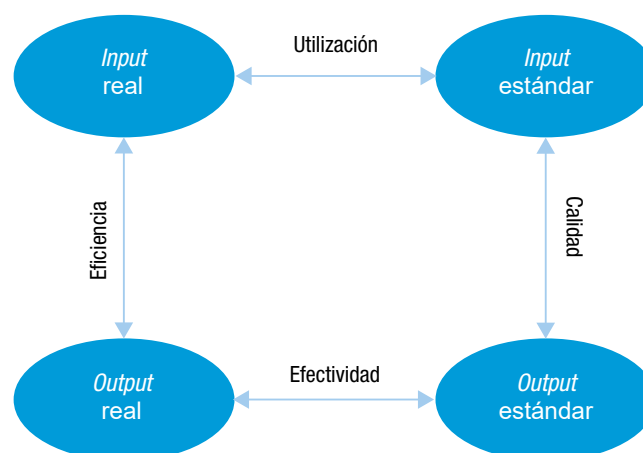 Input
real
Utilización
Input
estándar
Eficiencia
Calidad
Output
real
Efectividad
Output
estándar